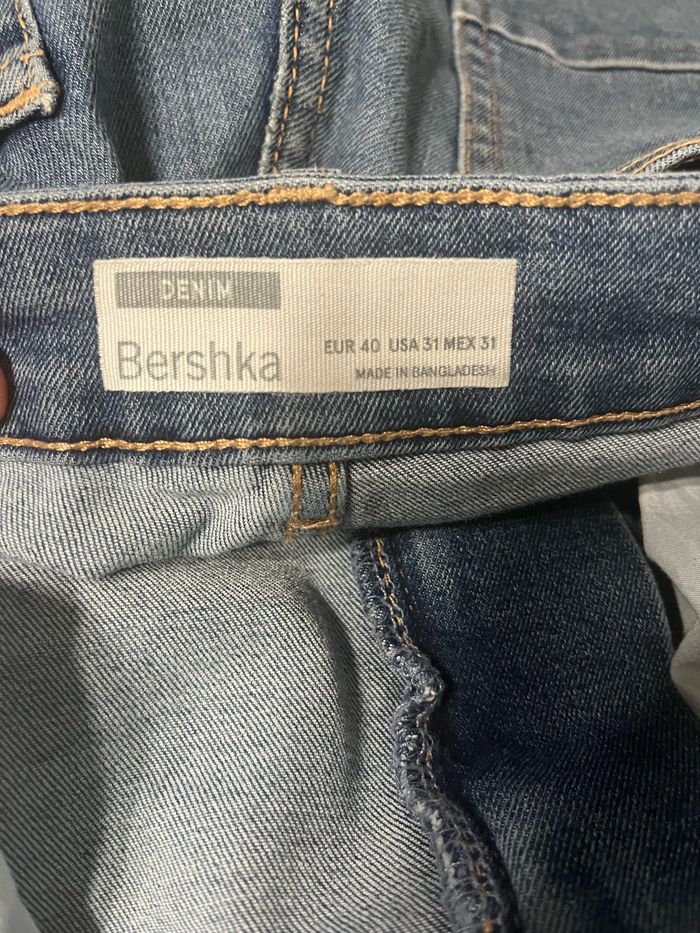 DENIM
Bershka
EUR 40 USA 31 MEX 31
MADE IN BANGLADESH